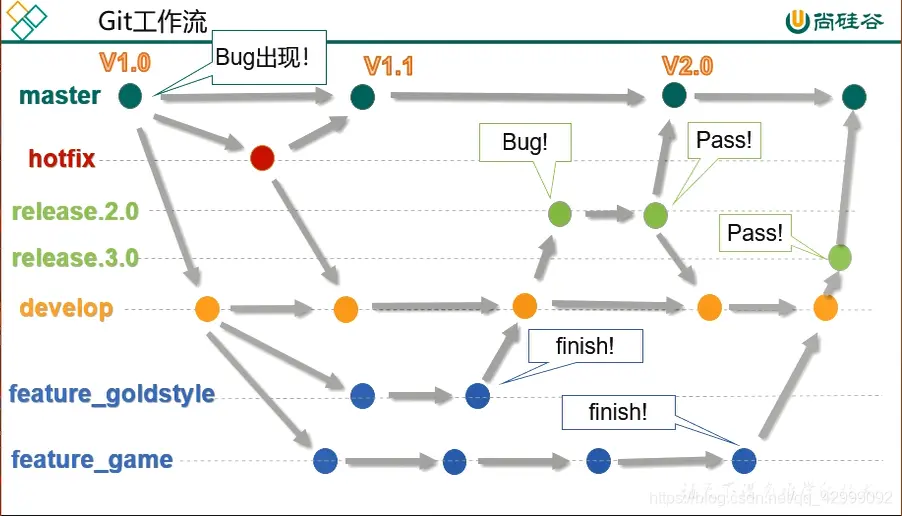 Git工作流
尚硅谷
V1.0
Bug出现！
V1.1
V2.0
master
Bug!
Pass!
hotfix
release.2.0
Pass!
release.3.0
develop
finish!
feature_goldstyle
finish!
feature_game
https://blog.csdn.net/qq_42999092